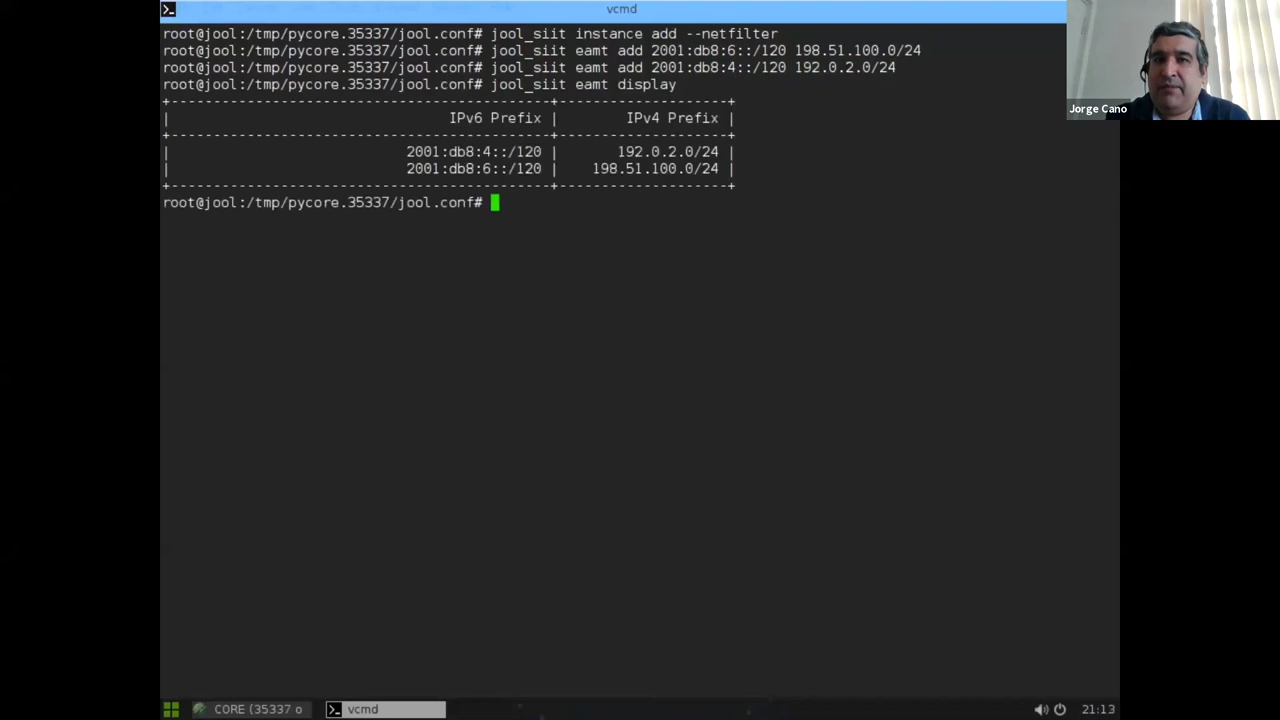 vcmd
root@jool:/tmp/pycore.35337/jool.conf# jool_siit instance add --netfilter
root@jool:/tmp/pycore.35337/jool.conf# jool_siit eamt add 2001:db8:6::/120 198.51.100.0/24
root@jool:/tmp/pycore.35337/jool.conf# jool_siit eamt add 2001:db8:4::/120 192.0.2.0/24
root@jool:/tmp/pycore.35337/jool.conf# jool_siit eamt display
+---------------------------------------------+--------------------+
| IPv6 Prefix | IPv4 Prefix |
+---------------------------------------------+--------------------+
| 2001:db8:4::/120 | 192.0.2.0/24 |
| 2001:db8:6::/120 | 198.51.100.0/24 |
+---------------------------------------------+--------------------+
root@jool:/tmp/pycore.35337/jool.conf#
Jorge Cano
CORE (35337 o
vcmd
21:13